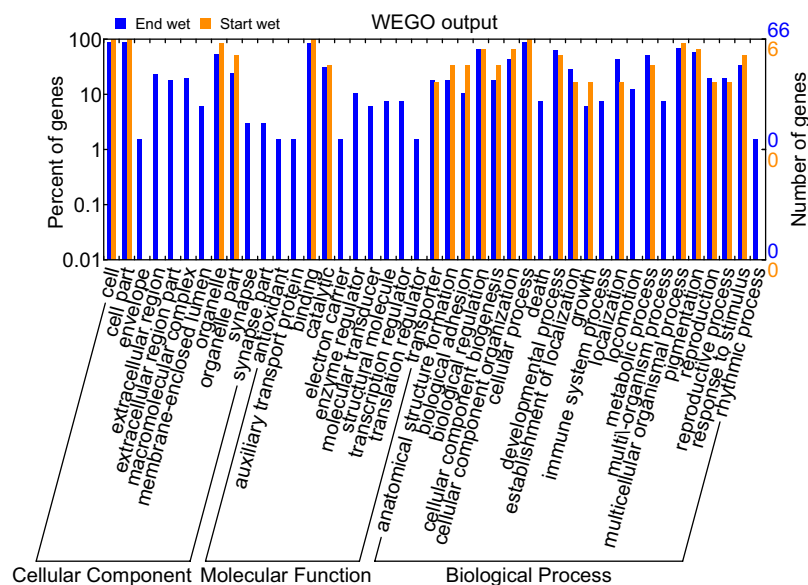 WEGO output
End wet
Start wet
Percent of genes
100
10
1
0.1
0.01
66
6
0
0
0
0
Number of genes
cell
cell part
envelope
extracellular region
extracellular region part
macromolecular complex
membrane-enclosed lumen
organelle
organelle part
synapse
synapse part
antioxidant
auxiliary transport protein
binding
catalytic
electron carrier
enzyme regulator
molecular transducer
structural molecule
transcription regulator
translation regulator
transporter
anatomical structure formation
biological adhesion
biological regulation
cellular component biogenesis
cellular component organization
cellular process
death
developmental process
establishment of localization
growth
immune system process
localization
locomotion
metabolic process
multi\-organism process
multicellular organismal process
pigmentation
reproduction
reproductive process
response to stimulus
rhythmic process
Cellular Component
Molecular Function
Biological Process